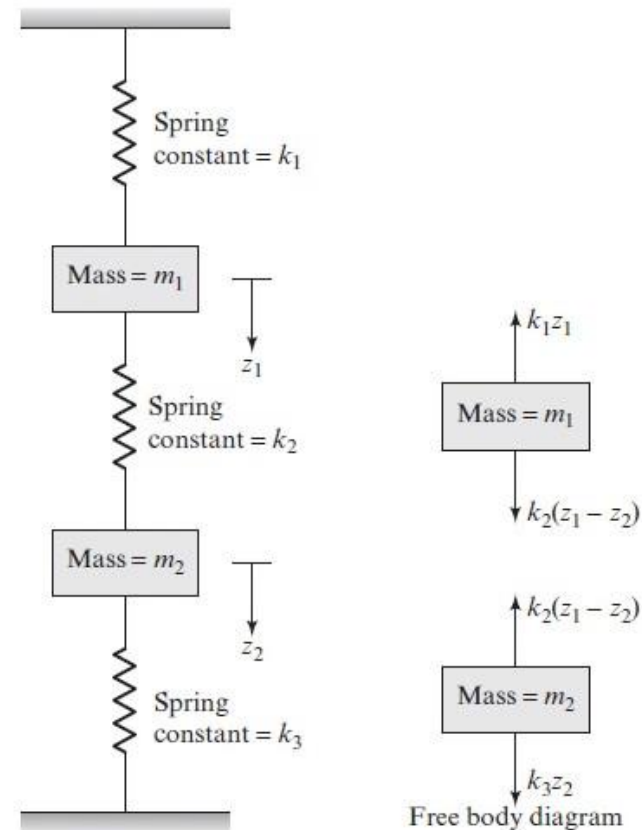 Spring
constant = k₁
Mass = m₁
z₁
Spring
constant = k₂
Mass = m₂
z₂
Spring
constant = k₃
k₁z₁
Mass = m₁
k₂(z₁ − z₂)
k₂(z₁ − z₂)
Mass = m₂
k₃z₂
Free body diagram